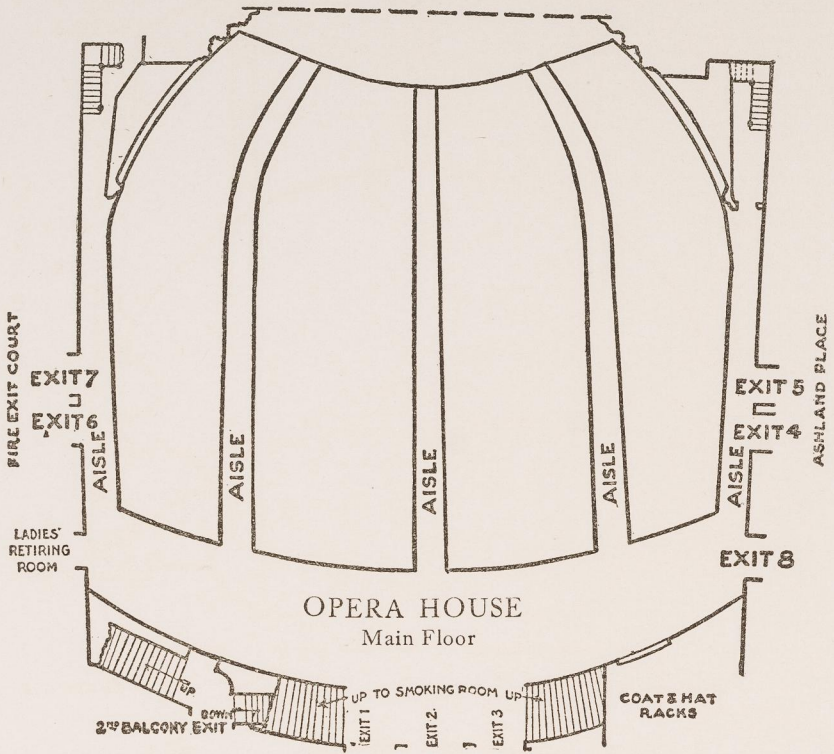 FIRE EXIT COURT
EXIT 7
EXIT 6
AISLE
AISLE
AISLE
AISLE
AISLE
EXIT 5
EXIT 4
ASHLAND PLACE
LADIES'
RETIRING
ROOM
EXIT 8
OPERA HOUSE
Main Floor
UP
DOWN
2ND BALCONY EXIT
UP TO SMOKING ROOM UP
EXIT 1
EXIT 2
EXIT 3
COAT & HAT
RACKS